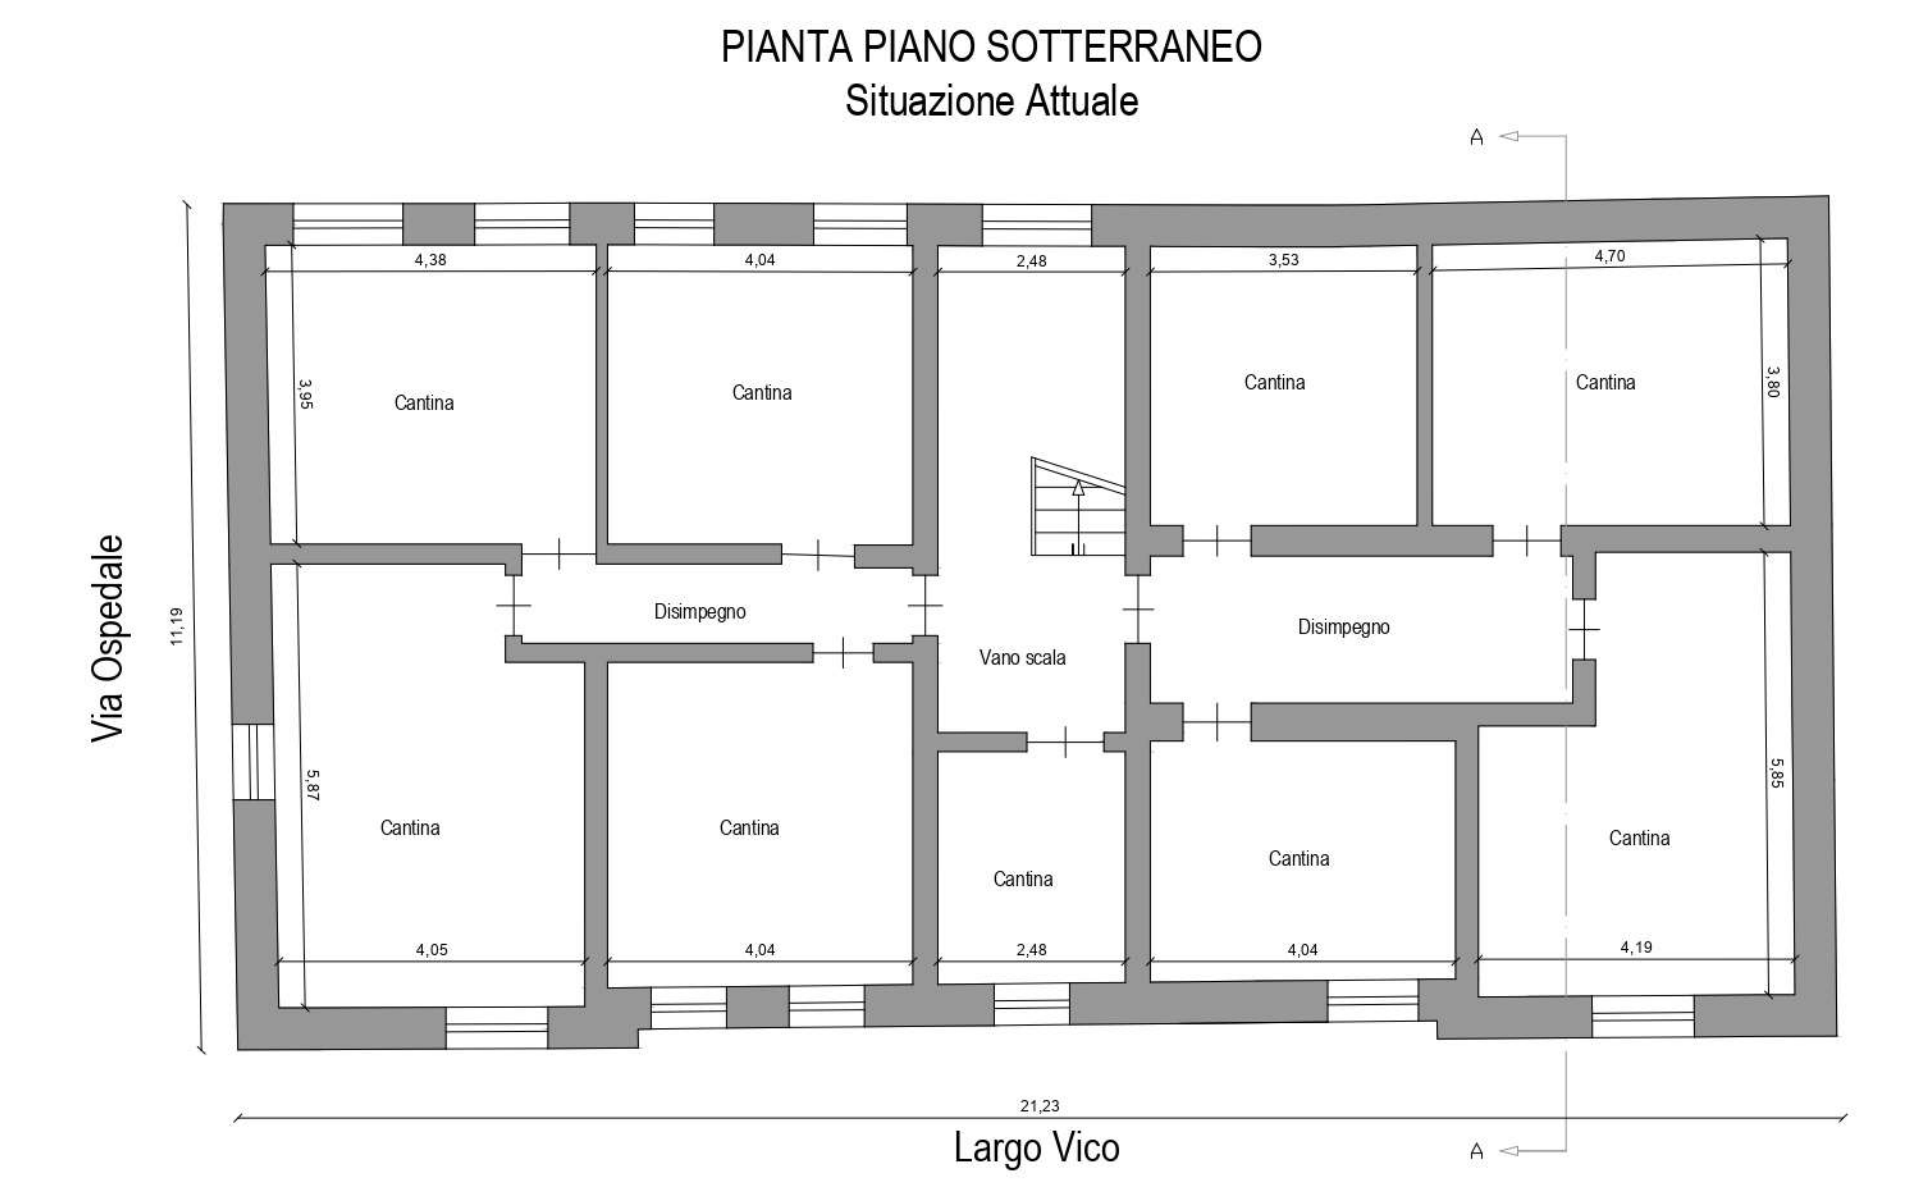 PIANTA PIANO SOTTERRANEO
Situazione Attuale
A
4,38
4,04
2,48
3,53
4,70
3,95
Cantina
Cantina
Cantina
Cantina
3,80
Via Ospedale
11,19
Disimpegno
Vano scala
Disimpegno
5,87
5,85
Cantina
Cantina
Cantina
Cantina
Cantina
4,05
4,04
2,48
4,04
4,19
21,23
Largo Vico
A